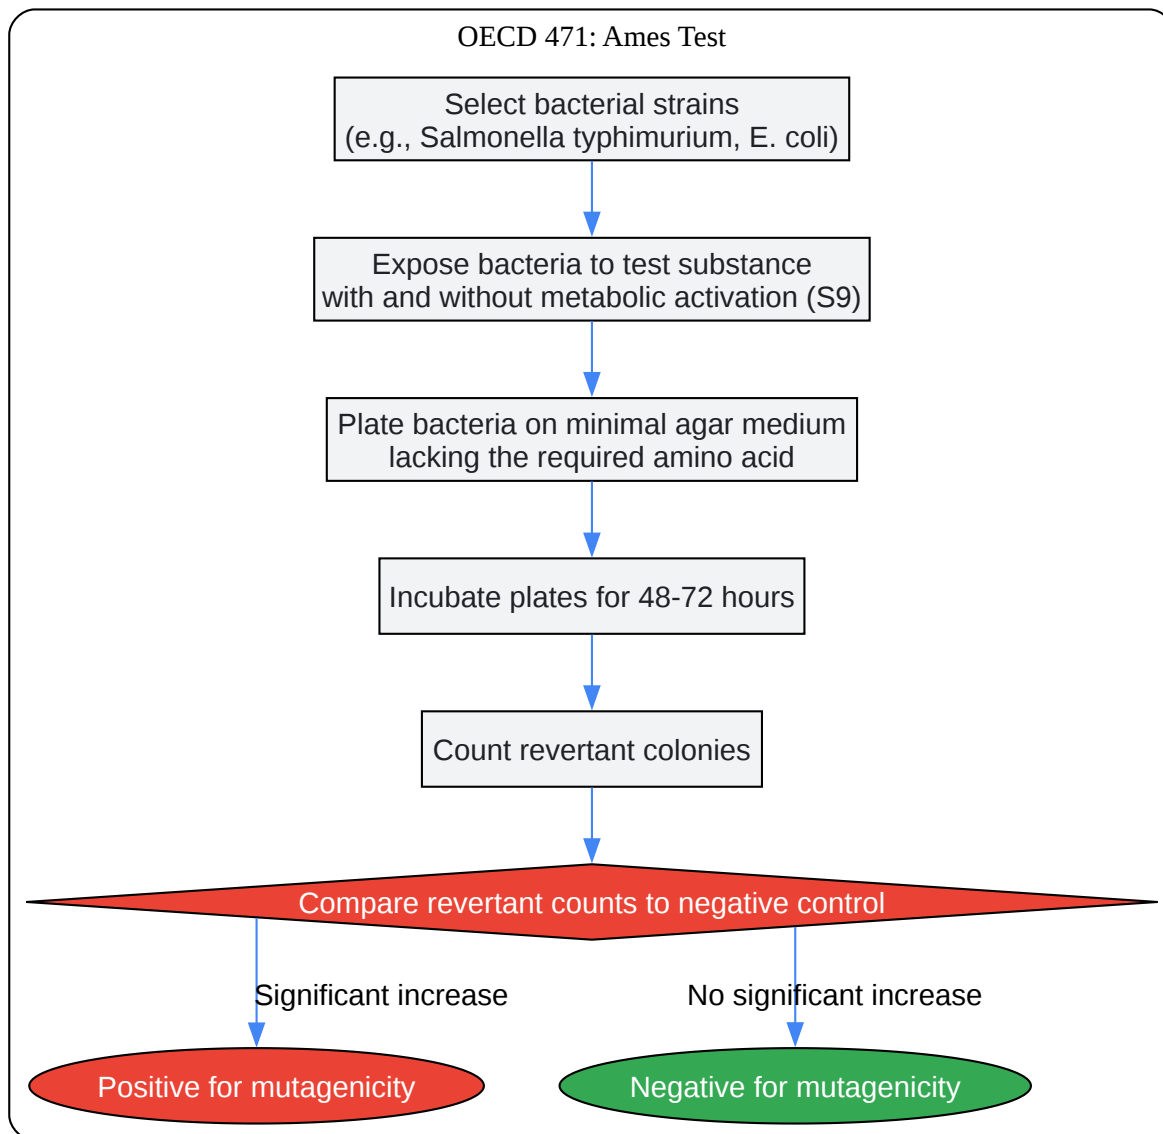 OECD 471: Ames Test
Select bacterial strains
(e.g., Salmonella typhimurium, E. coli)
Expose bacteria to test substance
with and without metabolic activation (S9)
Plate bacteria on minimal agar medium
lacking the required amino acid
Incubate plates for 48-72 hours
Count revertant colonies
Compare revertant counts to negative control
Significant increase
No significant increase
Positive for mutagenicity
Negative for mutagenicity